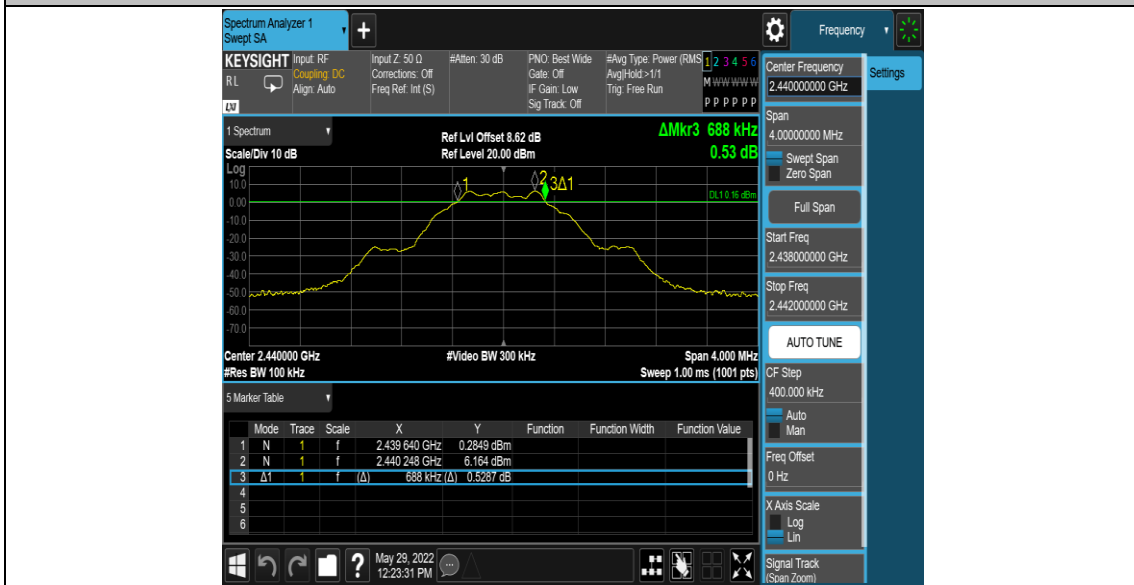 Spectrum Analyzer 1
Swept SA
+
Frequency
KEYSIGHT
RL
LXI
Input: RF
Coupling: DC
Align: Auto
Input Z: 50 Ω
Corrections: Off
Freq Ref: Int (S)
#Atten: 30 dB
PNO: Best Wide
Gate: Off
IF Gain: Low
Sig Track: Off
#Avg Type: Power (RMS
Avg|Hold:>1/1
Trig: Free Run
1 2 3 4 5 6
M W W W W W
P P P P P P
Settings
Center Frequency
2.440000000 GHz
Span
4.00000000 MHz
Swept Span
Zero Span
Full Span
Start Freq
2.438000000 GHz
Stop Freq
2.442000000 GHz
AUTO TUNE
CF Step
400.000 kHz
Auto
Man
Freq Offset
0 Hz
X Axis Scale
Log
Lin
Signal Track
(Span Zoom)
1 Spectrum
Scale/Div 10 dB
Ref Lvl Offset 8.62 dB
Ref Level 20.00 dBm
ΔMkr3 688 kHz
0.53 dB
Log
10.0
0.00
-10.0
-20.0
-30.0
-40.0
-50.0
-60.0
-70.0
1
2
3Δ1
DL1 0.16 dBm
Center 2.440000 GHz
#Video BW 300 kHz
Span 4.000 MHz
#Res BW 100 kHz
Sweep 1.00 ms (1001 pts)
5 Marker Table
Mode Trace Scale X Y Function Function Width Function Value
1 N 1 f 2.439 640 GHz 0.2849 dBm
2 N 1 f 2.440 248 GHz 6.164 dBm
3 Δ1 1 f (Δ) 688 kHz (Δ) 0.5287 dB
4
5
6
?
May 29, 2022
12:23:31 PM